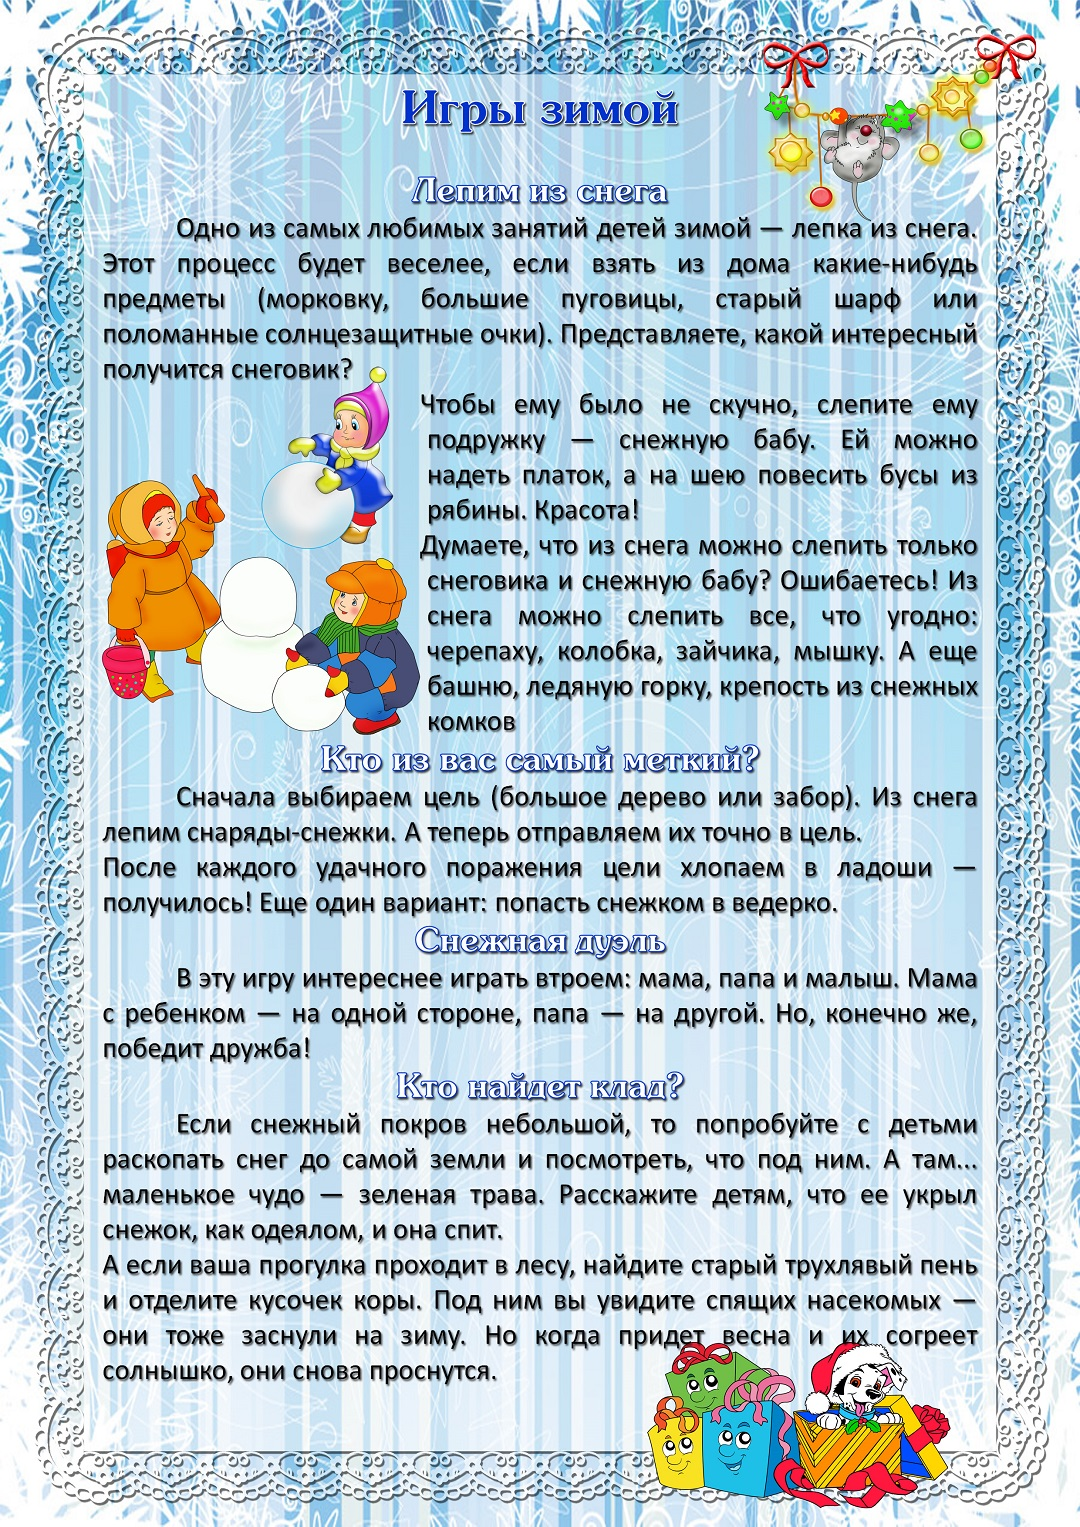 Игры зимой
Лепим из снега
Одно из самых любимых занятий детей зимой — лепка из снега.
Этот процесс будет веселее, если взять из дома какие-нибудь
предметы (морковку, большие пуговицы, старый шарф или
поломанные солнцезащитные очки). Представляете, какой интересный
получится снеговик?
Чтобы ему было не скучно, слепите ему
подружку — снежную бабу. Ей можно
надеть платок, а на шею повесить бусы из
рябины. Красота!
Думаете, что из снега можно слепить только
снеговика и снежную бабу? Ошибаетесь! Из
снега можно слепить все, что угодно:
черепаху, колобка, зайчика, мышку. А еще
башню, ледяную горку, крепость из снежных
комков
Кто из вас самый меткий?
Сначала выбираем цель (большое дерево или забор). Из снега
лепим снаряды-снежки. А теперь отправляем их точно в цель.
После каждого удачного поражения цели хлопаем в ладоши —
получилось! Еще один вариант: попасть снежком в ведерко.
Снежная дуэль
В эту игру интереснее играть втроем: мама, папа и малыш. Мама
с ребенком — на одной стороне, папа — на другой. Но, конечно же,
победит дружба!
Кто найдет клад?
Если снежный покров небольшой, то попробуйте с детьми
раскопать снег до самой земли и посмотреть, что под ним. А там...
маленькое чудо — зеленая трава. Расскажите детям, что ее укрыл
снежок, как одеялом, и она спит.
А если ваша прогулка проходит в лесу, найдите старый трухлявый пень
и отделите кусочек коры. Под ним вы увидите спящих насекомых —
они тоже заснули на зиму. Но когда придет весна и их согреет
солнышко, они снова проснутся.